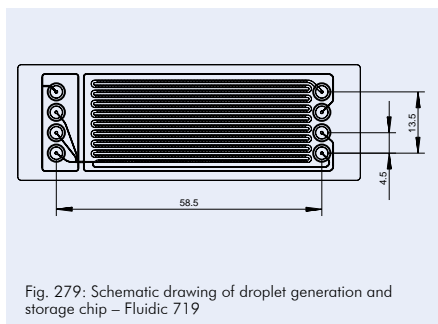 13.5
4.5
58.5
Fig. 279: Schematic drawing of droplet generation and
storage chip – Fluidic 719